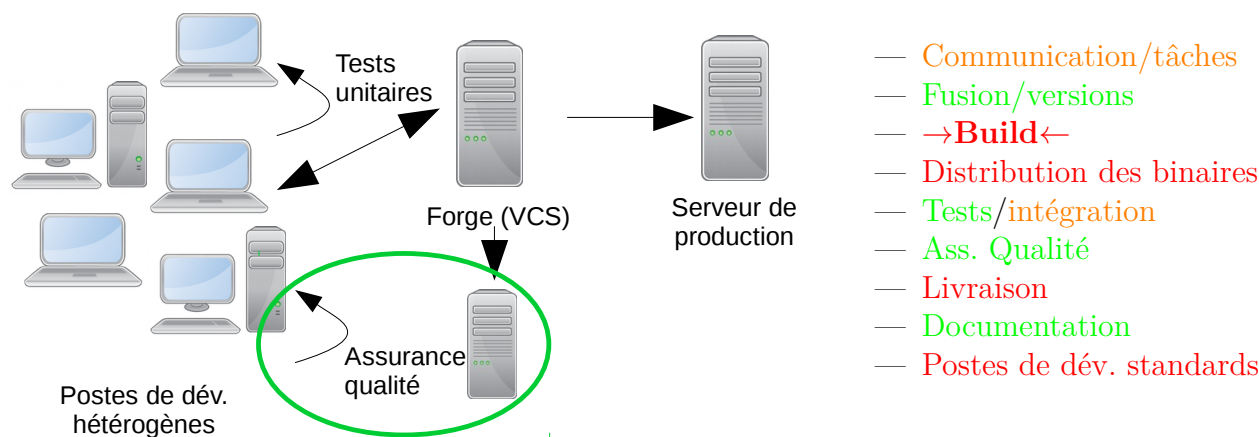 Tests
unitaires
Forge (VCS)
Serveur de
production
Assurance
qualité
Postes de dév.
hétérogènes
— Communication/tâches
— Fusion/versions
— →Build←
— Distribution des binaires
— Tests/intégration
— Ass. Qualité
— Livraison
— Documentation
— Postes de dév. standards